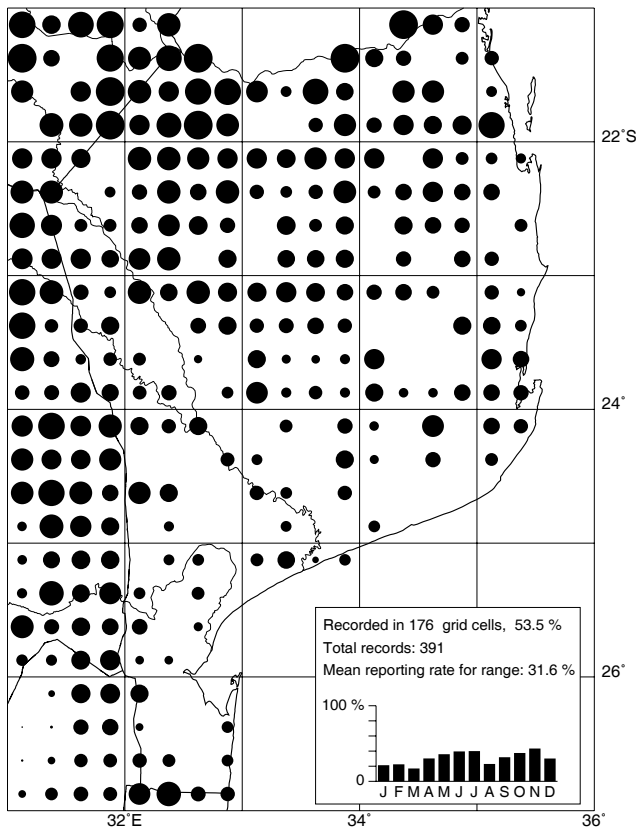 22°S
24°
Recorded in 176 grid cells, 53.5 %
Total records: 391
Mean reporting rate for range: 31.6 %
26°
100 %
0
J F M A M J J A S O N D
32°E 34° 36°